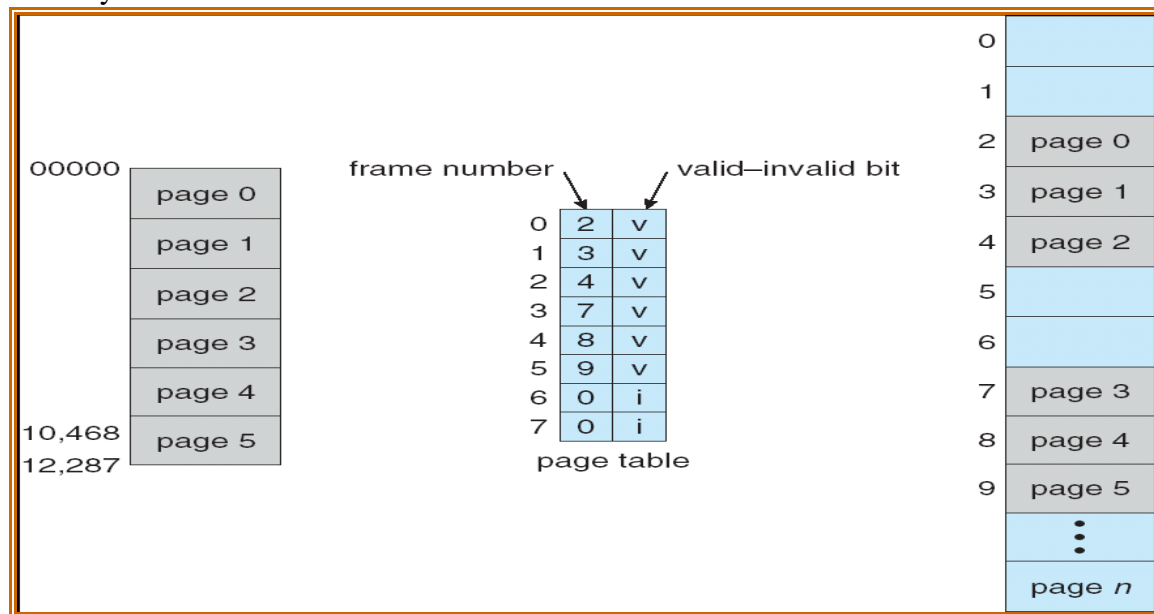 00000
page 0
page 1
page 2
page 3
page 4
10,468
page 5
12,287
frame number
valid–invalid bit
0 2 v
1 3 v
2 4 v
3 7 v
4 8 v
5 9 v
6 0 i
7 0 i
page table
0
1
2 page 0
3 page 1
4 page 2
5
6
7 page 3
8 page 4
9 page 5
page n